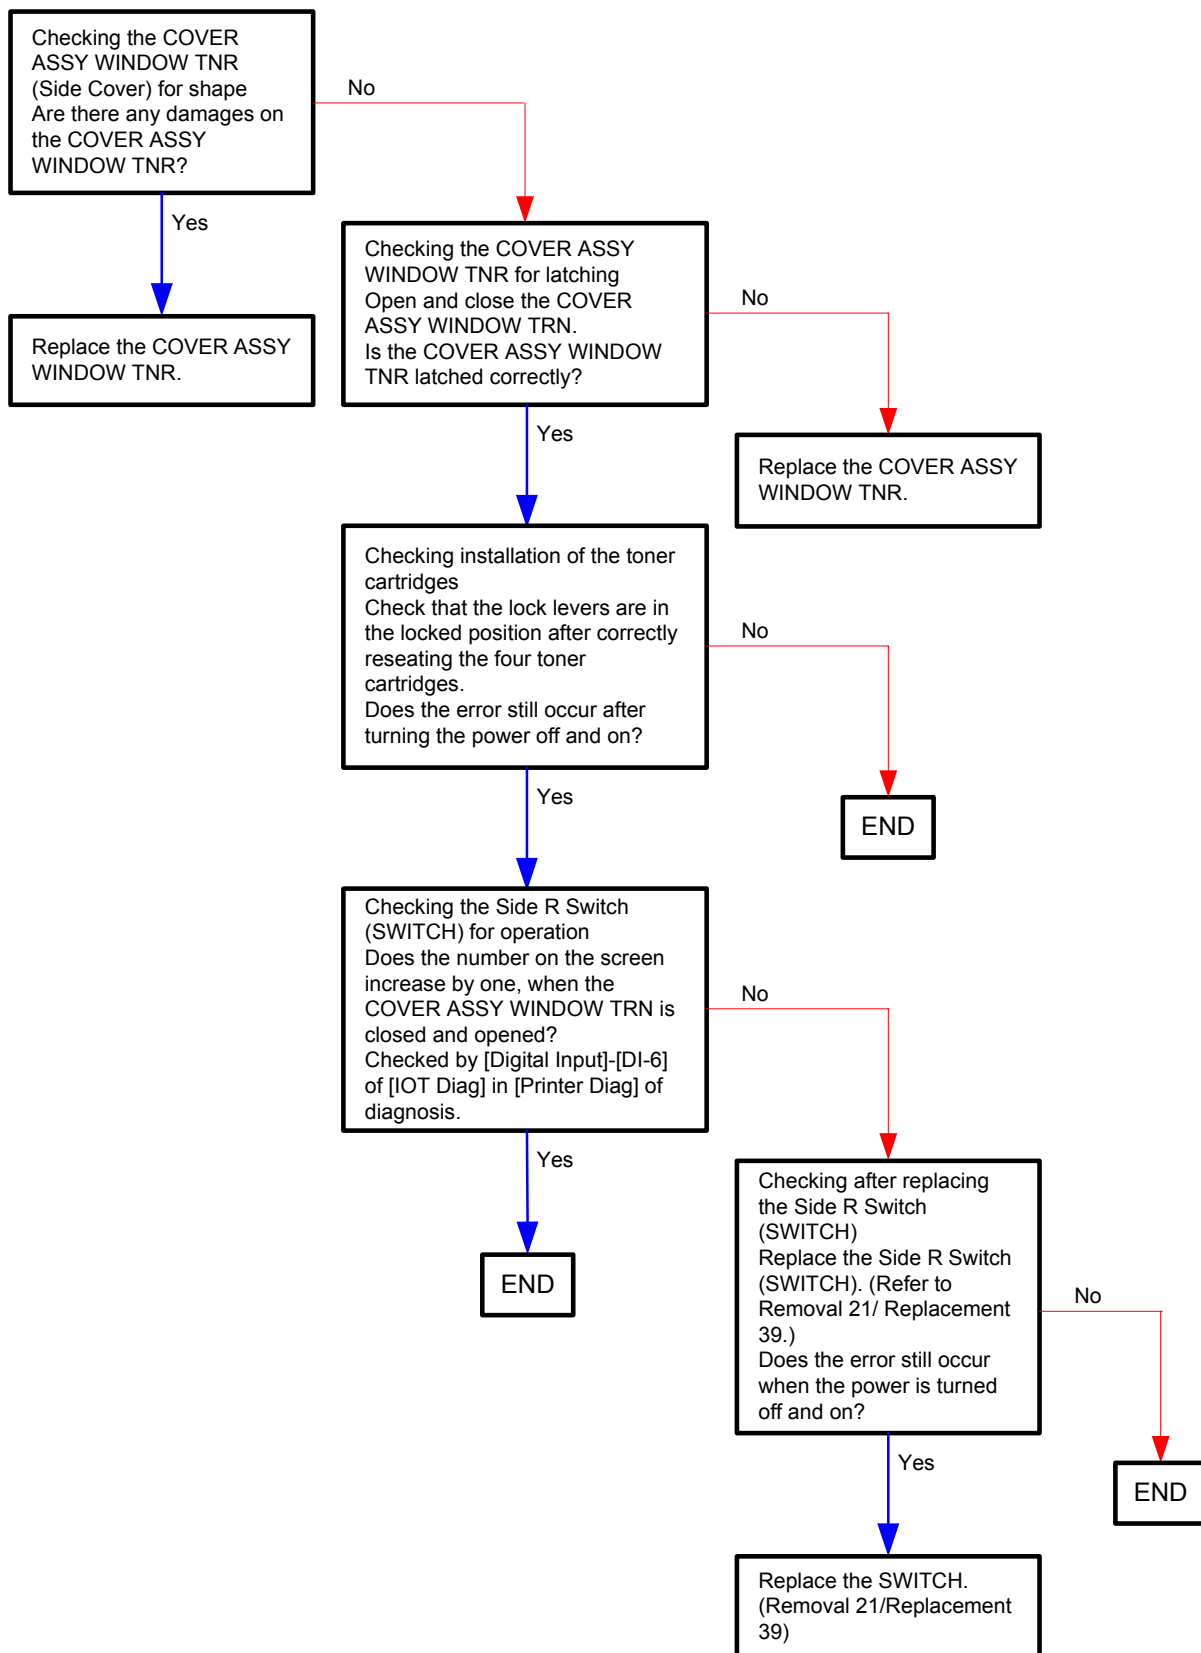 Checking the COVER
ASSY WINDOW TNR
(Side Cover) for shape
Are there any damages on
the COVER ASSY
WINDOW TNR?
No
Yes
Replace the COVER ASSY
WINDOW TNR.
Checking the COVER ASSY
WINDOW TNR for latching
Open and close the COVER
ASSY WINDOW TRN.
Is the COVER ASSY WINDOW
TNR latched correctly?
No
Yes
Replace the COVER ASSY
WINDOW TNR.
Checking installation of the toner
cartridges
Check that the lock levers are in
the locked position after correctly
reseating the four toner
cartridges.
Does the error still occur after
turning the power off and on?
No
Yes
END
Checking the Side R Switch
(SWITCH) for operation
Does the number on the screen
increase by one, when the
COVER ASSY WINDOW TRN is
closed and opened?
Checked by [Digital Input]-[DI-6]
of [IOT Diag] in [Printer Diag] of
diagnosis.
No
Yes
END
Checking after replacing
the Side R Switch
(SWITCH)
Replace the Side R Switch
(SWITCH). (Refer to
Removal 21/ Replacement
39.)
Does the error still occur
when the power is turned
off and on?
No
Yes
END
Replace the SWITCH.
(Removal 21/Replacement
39)